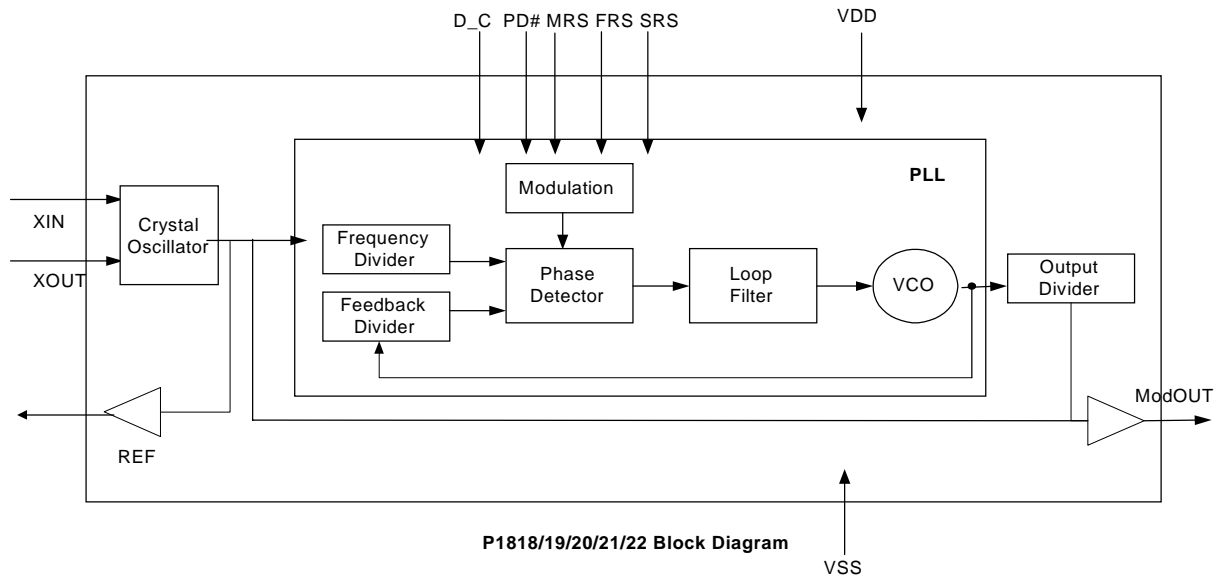 D_C PD# MRS FRS SRS
VDD
PLL
Modulation
XIN
Crystal
Oscillator
Frequency
Divider
Phase
Detector
Loop
Filter
VCO
Output
Divider
XOUT
Feedback
Divider
ModOUT
REF
P1818/19/20/21/22 Block Diagram
VSS